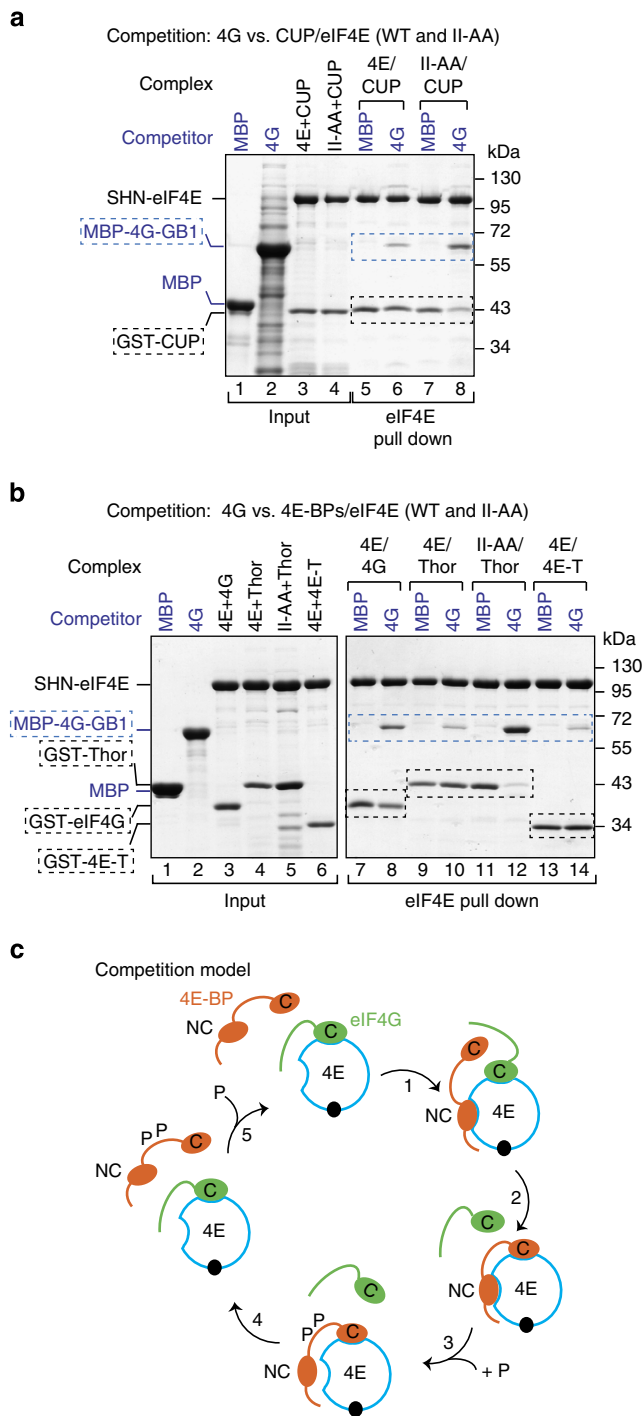 a
Competition: 4G vs. CUP/eIF4E (WT and II-AA)
Complex
4E+CUP
II-AA+CUP
4E/
CUP
II-AA/
CUP
Competitor
MBP
4G
MBP
4G
MBP
4G
kDa
SHN-eIF4E
MBP-4G-GB1
MBP
GST-CUP
130
95
72
55
43
34
1 2 3 4 5 6 7 8
Input
eIF4E
pull down
b
Competition: 4G vs. 4E-BPs/eIF4E (WT and II-AA)
Complex
4E+4G
4E+Thor
II-AA+Thor
4E+4E-T
4E/
4G
4E/
Thor
II-AA/
Thor
4E/
4E-T
Competitor
MBP
4G
MBP
4G
MBP
4G
MBP
4G
MBP
4G
kDa
SHN-eIF4E
MBP-4G-GB1
GST-Thor
MBP
GST-eIF4G
GST-4E-T
130
95
72
55
43
34
1 2 3 4 5 6 7 8 9 10 11 12 13 14
Input
eIF4E pull down
c
Competition model
4E-BP
C
NC
eIF4G
C
4E
1
C
C
NC
4E
2
C
C
NC
4E
3
+ P
C
P
P
C
NC
4E
4
P P
C
NC
C
4E
P
5